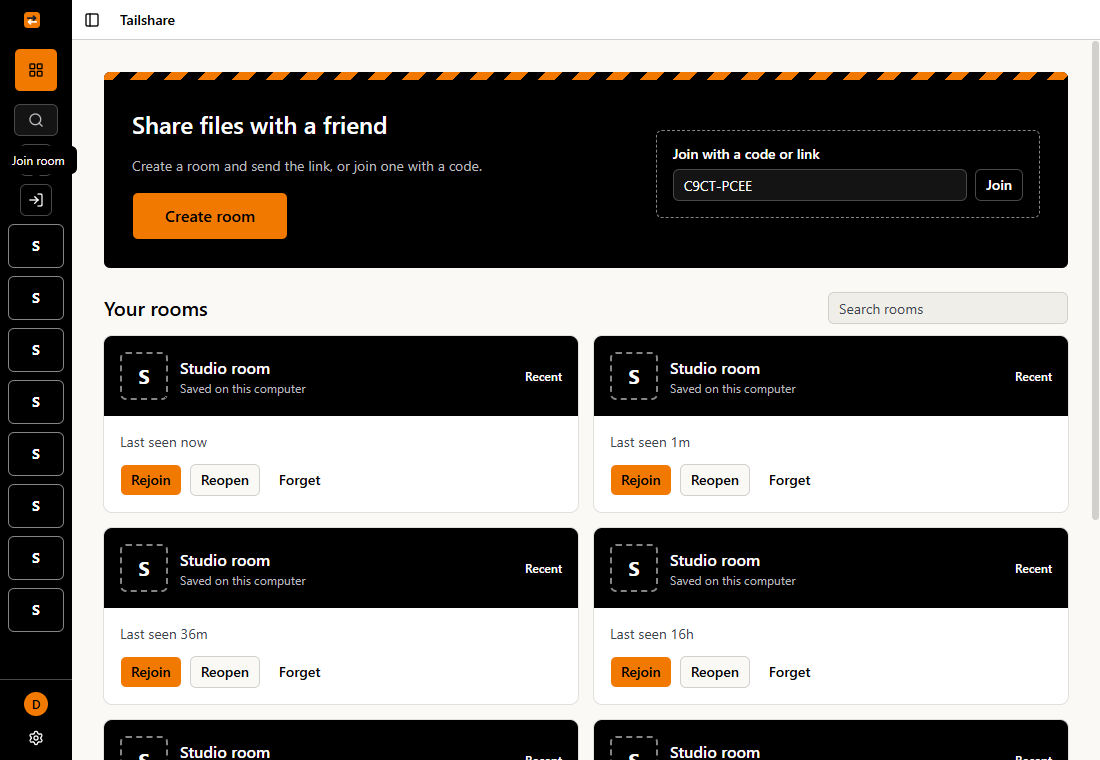 Tailshare
Join room
S
S
S
S
S
S
S
S
D
Share files with a friend
Create a room and send the link, or join one with a code.
Create room
Join with a code or link
C9CT-PCEE
Join
Your rooms
Search rooms
S
Studio room
Saved on this computer
Recent
Last seen now
Rejoin
Reopen
Forget
S
Studio room
Saved on this computer
Recent
Last seen 1m
Rejoin
Reopen
Forget
S
Studio room
Saved on this computer
Recent
Last seen 36m
Rejoin
Reopen
Forget
S
Studio room
Saved on this computer
Recent
Last seen 16h
Rejoin
Reopen
Forget
S
Studio room
Recent
S
Studio room
Recent